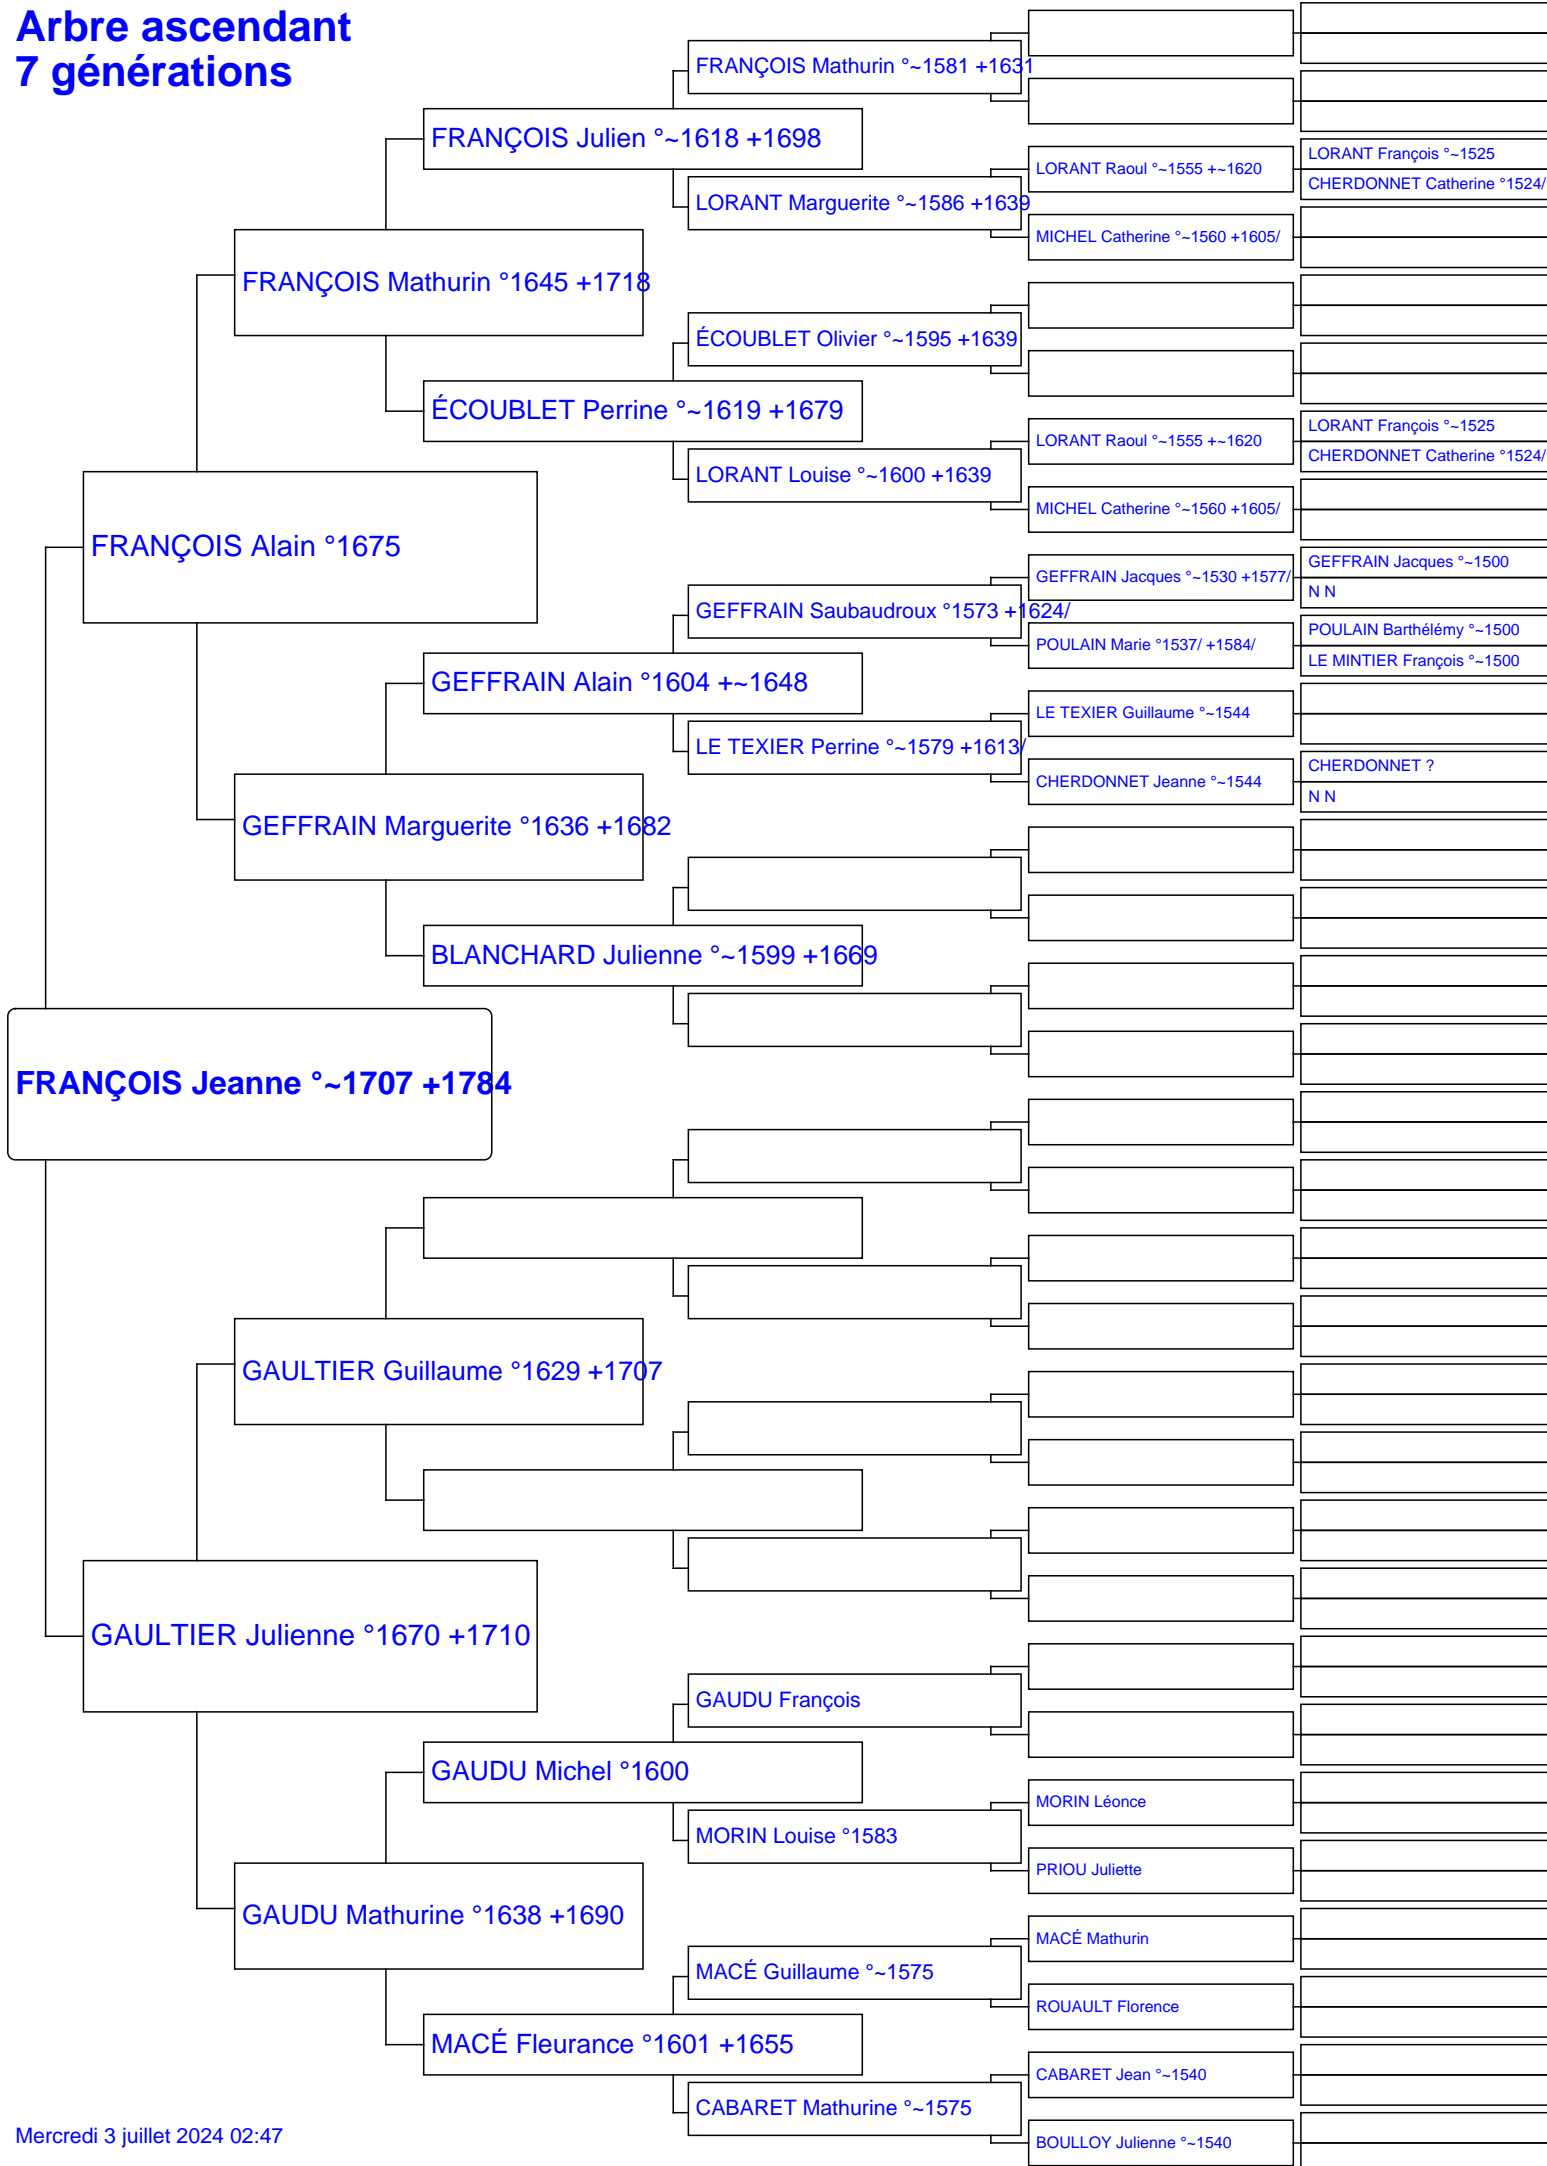 Arbre ascendant
7 générations
FRANÇOIS Mathurin °~1581 +1631
FRANÇOIS Julien °~1618 +1698
LORANT Raoul °~1555 +~1620
LORANT François °~1525
CHERDONNET Catherine °1524/
LORANT Marguerite °~1586 +1639
MICHEL Catherine °~1560 +1605/
FRANÇOIS Mathurin °1645 +1718
ÉCOUBLET Olivier °~1595 +1639
ÉCOUBLET Perrine °~1619 +1679
LORANT Raoul °~1555 +~1620
LORANT François °~1525
CHERDONNET Catherine °1524/
LORANT Louise °~1600 +1639
MICHEL Catherine °~1560 +1605/
FRANÇOIS Alain °1675
GEFFRAIN Jacques °~1530 +1577/
GEFFRAIN Jacques °~1500
N N
GEFFRAIN Saubaudroux °1573 +1624/
POULAIN Marie °1537/ +1584/
POULAIN Barthélémy °~1500
LE MINTIER François °~1500
GEFFRAIN Alain °1604 +~1648
LE TEXIER Guillaume °~1544
LE TEXIER Perrine °~1579 +1613/
CHERDONNET Jeanne °~1544
CHERDONNET ?
N N
GEFFRAIN Marguerite °1636 +1682
BLANCHARD Julienne °~1599 +1669
FRANÇOIS Jeanne °~1707 +1784
GAULTIER Guillaume °1629 +1707
GAULTIER Julienne °1670 +1710
GAUDU François
GAUDU Michel °1600
MORIN Léonce
MORIN Louise °1583
PRIOU Juliette
GAUDU Mathurine °1638 +1690
MACÉ Mathurin
MACÉ Guillaume °~1575
ROUAULT Florence
MACÉ Fleurance °1601 +1655
CABARET Jean °~1540
CABARET Mathurine °~1575
BOULLOY Julienne °~1540
Mercredi 3 juillet 2024 02:47